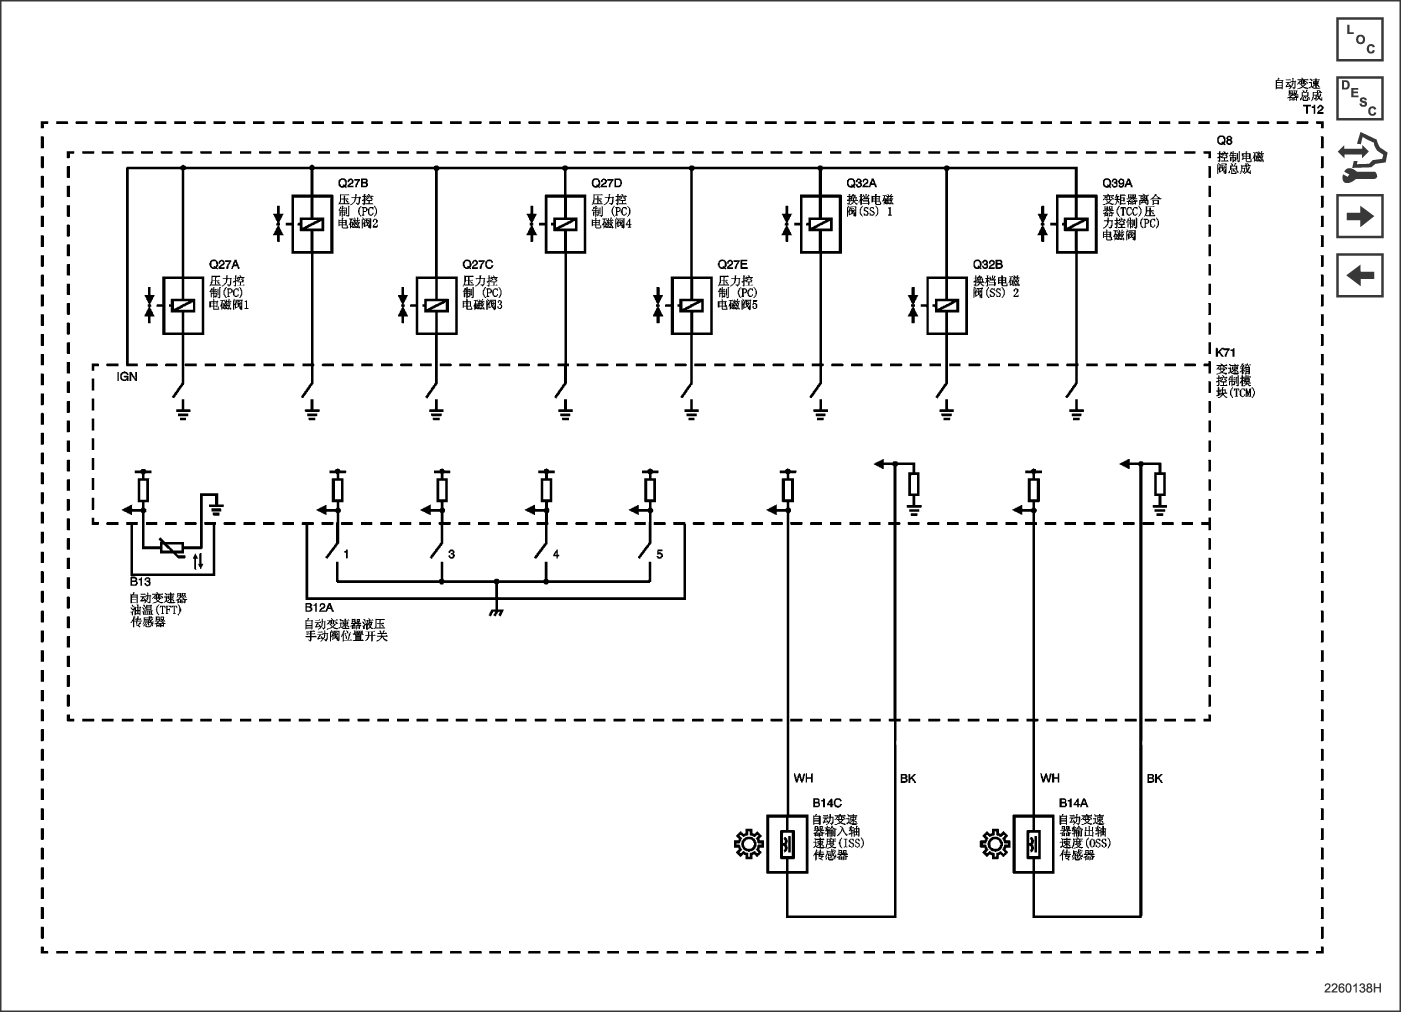 L
O
C
D
E
S
C
自动变速
器总成
T12
Q8
控制电磁
阀总成
Q27B
压力控
制 (PC)
电磁阀2
Q27D
压力控
制 (PC)
电磁阀4
Q32A
换档电磁
阀(SS) 1
Q39A
变矩器离合
器(TCC)压
力控制(PC)
电磁阀
Q27A
压力控
制(PC)
电磁阀1
Q27C
压力控
制 (PC)
电磁阀3
Q27E
压力控
制 (PC)
电磁阀5
Q32B
换档电磁
阀(SS) 2
IGN
K71
变速箱
控制模
块(TCM)
1
3
4
5
B13
自动变速器
油温(TFT)
传感器
B12A
自动变速器液压
手动阀位置开关
WH
BK
WH
BK
B14C
自动变速
器输入轴
速度(ISS)
传感器
B14A
自动变速
器输出轴
速度(OSS)
传感器
2260138H